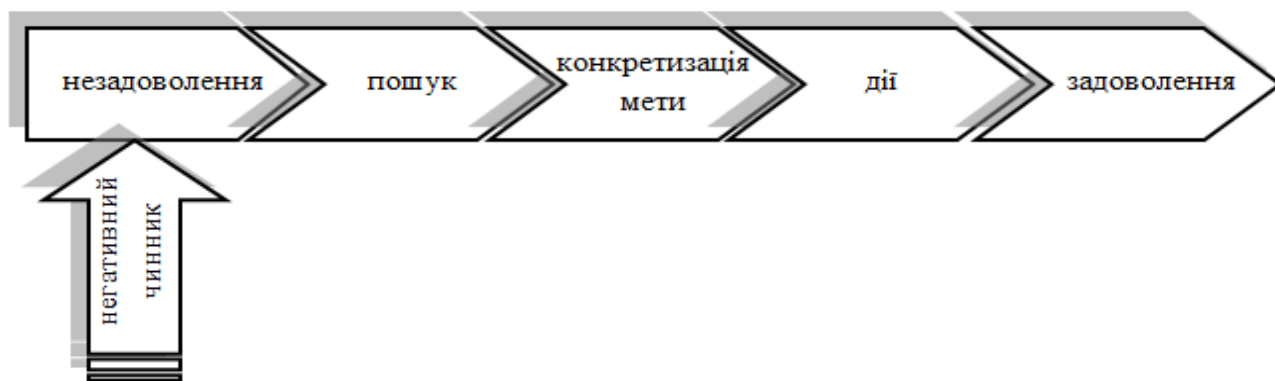 незадоволення
пошук
конкретизація
мети
дії
задоволення
негативний
чинник